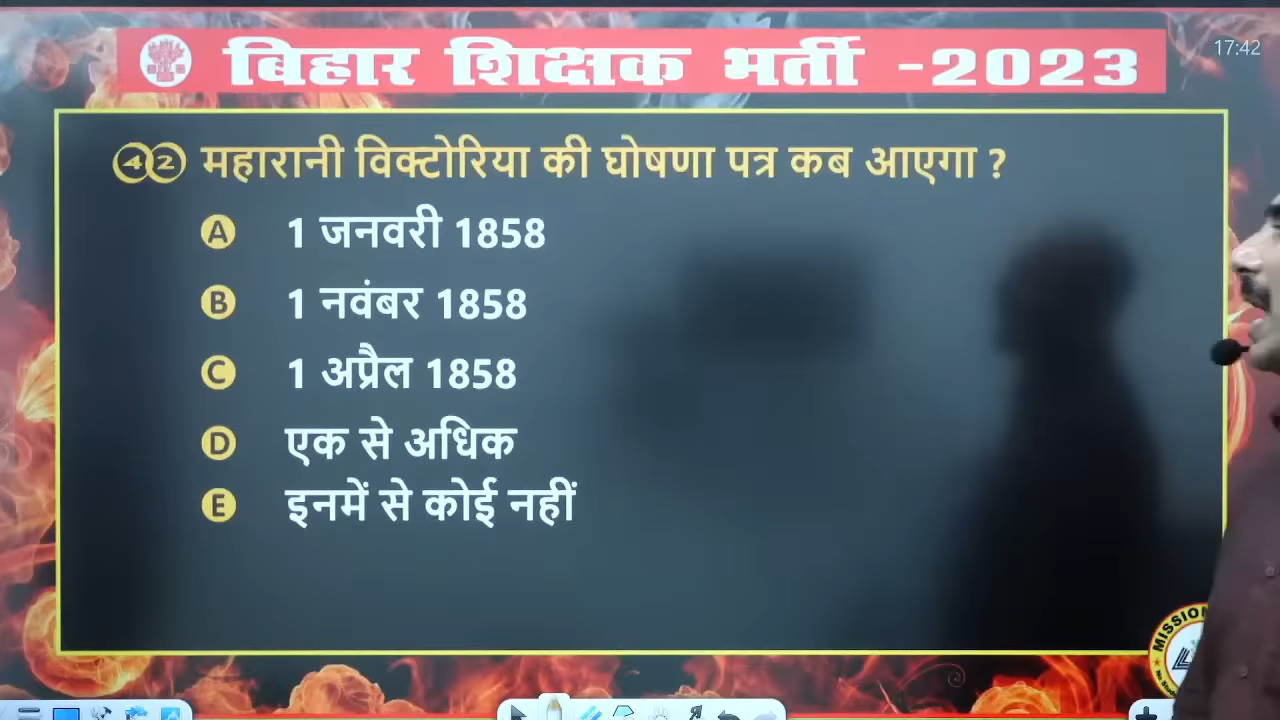 बिहार शिक्षक भर्ती -2023
17:42
42 महारानी विक्टोरिया की घोषणा पत्र कब आएगा ?
A 1 जनवरी 1858
B 1 नवंबर 1858
C 1 अप्रैल 1858
D एक से अधिक
E इनमें से कोई नहीं
MISSION